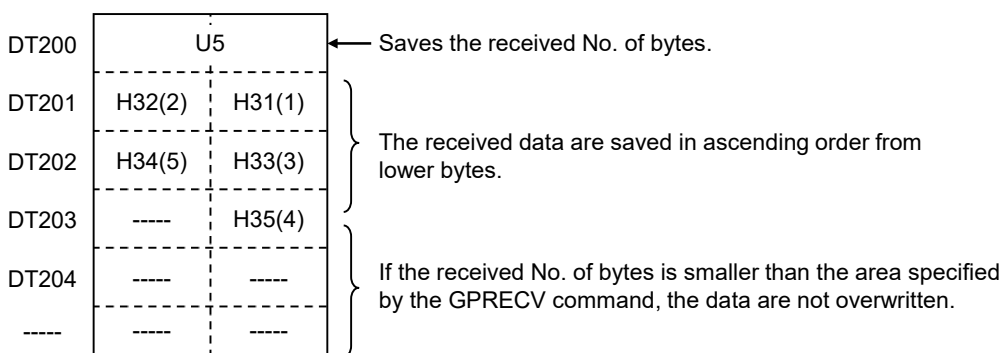 DT200 U5 Saves the received No. of bytes.
DT201 H32(2) H31(1)
The received data are saved in ascending order from
DT202 H34(5) H33(3)
lower bytes.
DT203 ----- H35(4)
DT204 ----- -----
If the received No. of bytes is smaller than the area specified
by the GPRECV command, the data are not overwritten.
----- ----- -----